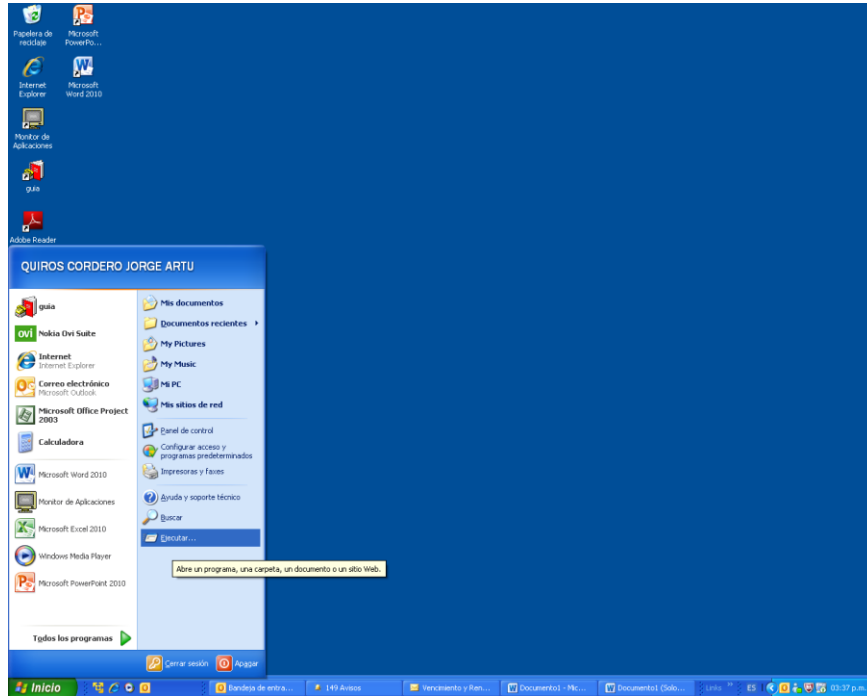 Papelera de
reciclaje
Microsoft
PowerPo...
Internet
Explorer
Microsoft
Word 2010
Monitor de
Aplicaciones
guia
Adobe Reader
QUIROS CORDERO JORGE ARTU
guia
ovi Nokia Ovi Suite
Internet
Internet Explorer
Correo electrónico
Microsoft Outlook
Microsoft Office Project
2003
Calculadora
Microsoft Word 2010
Monitor de Aplicaciones
Microsoft Excel 2010
Windows Media Player
Microsoft PowerPoint 2010
Todos los programas
Mis documentos
Documentos recientes
My Pictures
My Music
Mi PC
Mis sitios de red
Panel de control
Configurar acceso y
programas predeterminados
Impresoras y faxes
Ayuda y soporte técnico
Buscar
Ejecutar...
Abre un programa, una carpeta, un documento o un sitio Web.
Cerrar sesión
Apagar
Inicio
Bandeja de entra...
149 Avisos
Vencimiento y Ren...
Documento1 - Mic...
Documento1 (Solo...
Links
ES
03:37 p.m.